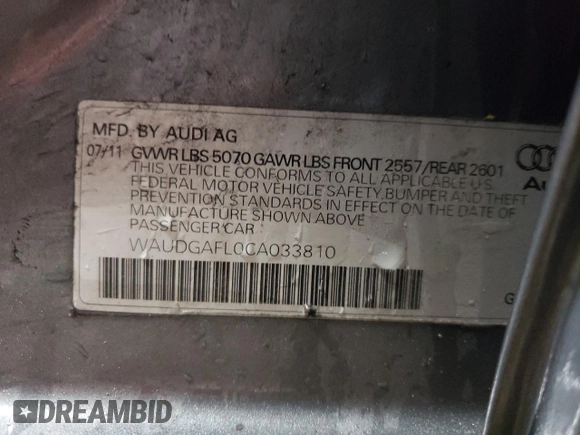 MFD. BY AUDI AG
07/11 GVWR LBS 5070 GAWR LBS FRONT 2557/REAR 2601
THIS VEHICLE CONFORMS TO ALL APPLICABLE U.S.
FEDERAL MOTOR VEHICLE SAFETY, BUMPER AND THEFT
PREVENTION STANDARDS IN EFFECT ON THE DATE OF
MANUFACTURE SHOWN ABOVE
PASSENGER CAR
WAUDGAFL0CA033810
DREAMBID